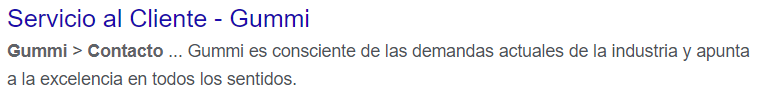 Servicio al Cliente - Gummi
Gummi > Contacto ... Gummi es consciente de las demandas actuales de la industria y apunta
a la excelencia en todos los sentidos.